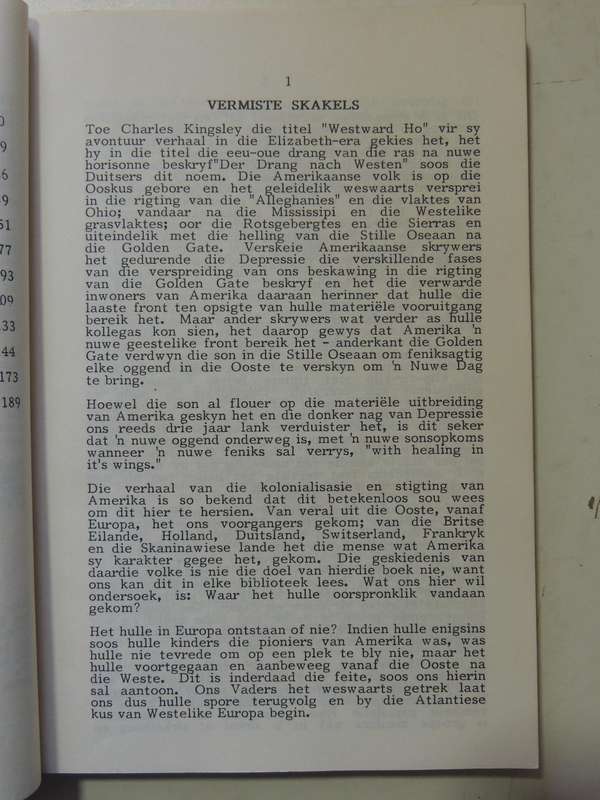 0
9
6
9
51
77
93
09
33
44
173
189
1
VERMISTE SKAKELS
Toe Charles Kingsley die titel "Westward Ho" vir sy
avontuur verhaal in die Elizabeth-era gekies het, het
hy in die titel die eeu-oue drang van die ras na nuwe
horisonne beskryf"Der Drang nach Westen" soos die
Duitsers dit noem. Die Amerikaanse volk is op die
Ooskus gebore en het geleidelik weswaarts versprei
in die rigting van die "Alleghanies" en die vlaktes van
Ohio; vandaar na die Mississipi en die Westelike
grasvlaktes; oor die Rotsgebergtes en die Sierras en
uiteindelik met die helling van die Stille Oseaan na
die Golden Gate. Verskeie Amerikaanse skrywers
het gedurende die Depressie die verskillende fases
van die verspreiding van ons beskawing in die rigting
van die Golden Gate beskryf en het die verwarde
inwoners van Amerika daaraan herinner dat hulle die
laaste front ten opsigte van hulle materiële vooruitgang
bereik het. Maar ander skrywers wat verder as hulle
kollegas kon sien, het daarop gewys dat Amerika 'n
nuwe geestelike front bereik het - anderkant die Golden
Gate verdwyn die son in die Stille Oseaan om feniksagtig
elke oggend in die Ooste te verskyn om 'n Nuwe Dag
te bring.
Hoewel die son al flouer op die materiële uitbreiding
van Amerika geskyn het en die donker nag van Depressie
ons reeds drie jaar lank verduister het, is dit seker
dat 'n nuwe oggend onderweg is, met 'n nuwe sonsopkoms
wanneer 'n nuwe feniks sal verrys, "with healing in
it's wings."
Die verhaal van die kolonialisasie en stigting van
Amerika is so bekend dat dit betekenloos sou wees
om dit hier te hersien. Van veral uit die Ooste, vanaf
Europa, het ons voorgangers gekom; van die Britse
Eilande, Holland, Duitsland, Switserland, Frankryk
en die Skaninawiese lande het die mense wat Amerika
sy karakter gegee het, gekom. Die geskiedenis van
daardie volke is nie die doel van hierdie boek nie, want
ons kan dit in elke biblioteek lees. Wat ons hier wil
ondersoek, is: Waar het hulle oorspronklik vandaan
gekom?
Het hulle in Europa ontstaan of nie? Indien hulle enigsins
soos hulle kinders die pioniers van Amerika was, was
hulle nie tevrede om op een plek te bly nie, maar het
hulle voortgegaan en aanbeweeg vanaf die Ooste na
die Weste. Dit is inderdaad die feite, soos ons hierin
sal aantoon. Ons Vaders het weswaarts getrek laat
ons dus hulle spore terugvolg en by die Atlantiese
kus van Westelike Europa begin.